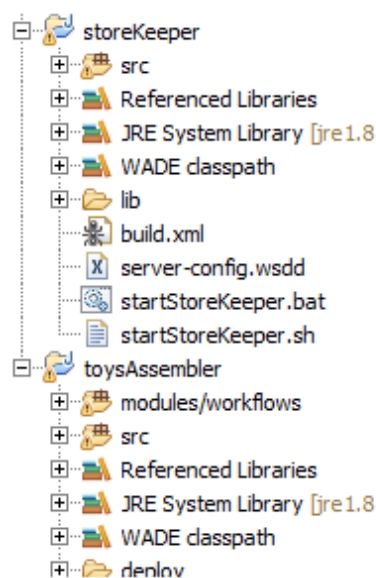 storeKeeper
src
Referenced Libraries
JRE System Library [jre1.8
WADE classpath
lib
build.xml
server-config.wsdd
startStoreKeeper.bat
startStoreKeeper.sh
toysAssembler
modules/workflows
src
Referenced Libraries
JRE System Library [jre1.8
WADE classpath
deploy